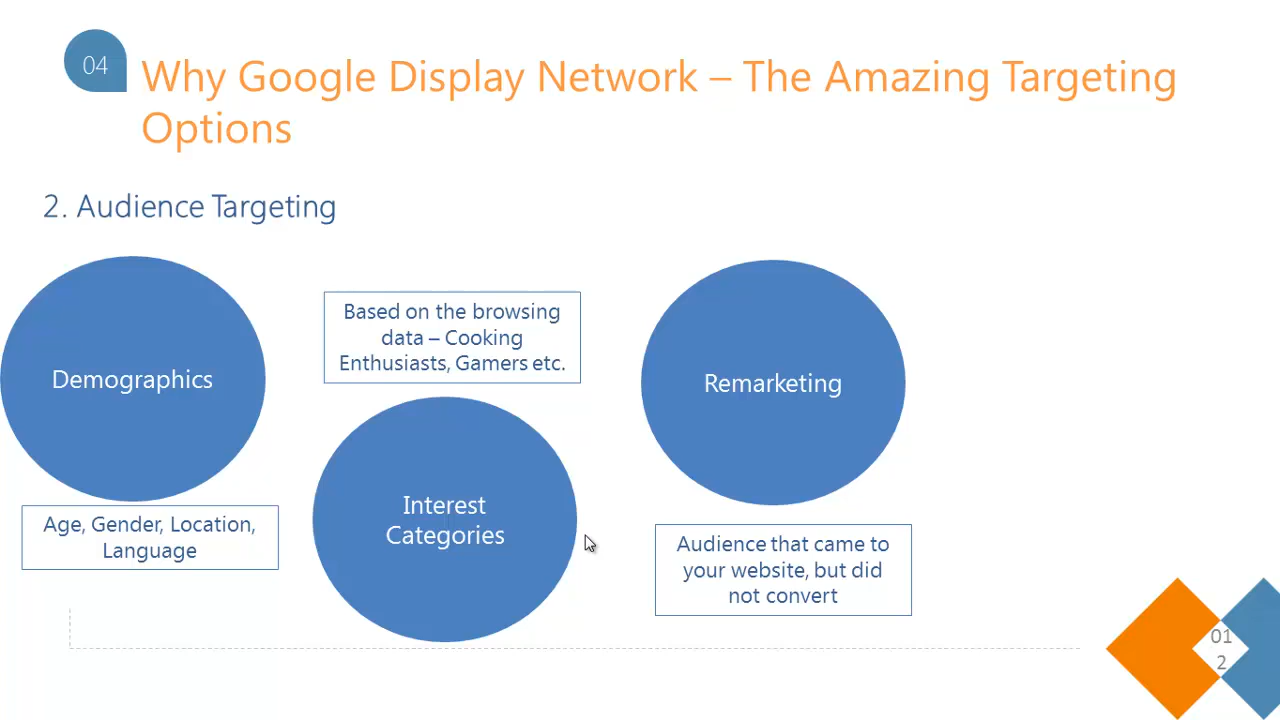 04
Why Google Display Network – The Amazing Targeting
Options
2. Audience Targeting
Demographics
Age, Gender, Location,
Language
Based on the browsing
data – Cooking
Enthusiasts, Gamers etc.
Interest
Categories
Remarketing
Audience that came to
your website, but did
not convert
01
2